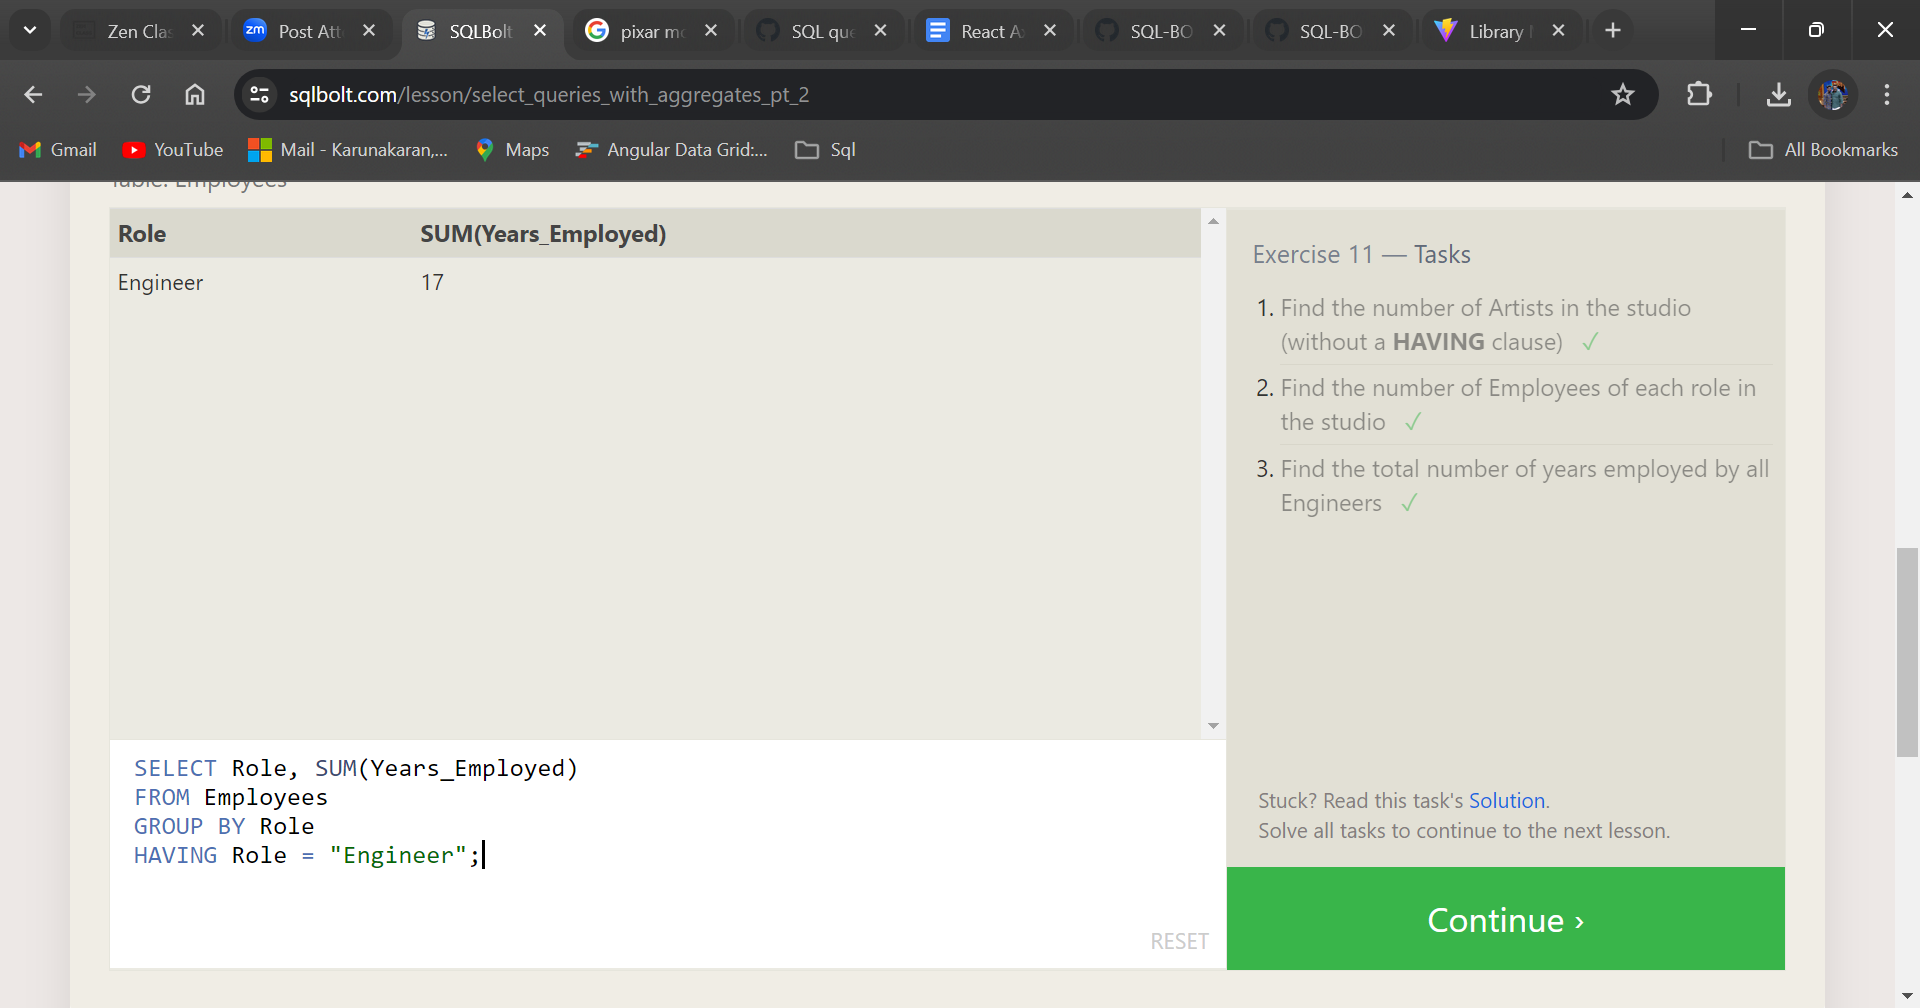 Zen Clas
zm Post Att
SQLBolt
pixar mo
SQL que
React A
SQL-BO
SQL-BO
Library
sqlbolt.com/lesson/select_queries_with_aggregates_pt_2
Gmail
YouTube
Mail - Karunakaran,...
Maps
Angular Data Grid:...
Sql
All Bookmarks
Table: Employees
Role SUM(Years_Employed)
Engineer 17
Exercise 11 — Tasks
1. Find the number of Artists in the studio
(without a HAVING clause) ✓
2. Find the number of Employees of each role in
the studio ✓
3. Find the total number of years employed by all
Engineers ✓
SELECT Role, SUM(Years_Employed)
FROM Employees
GROUP BY Role
HAVING Role = "Engineer";
RESET
Stuck? Read this task's Solution.
Solve all tasks to continue to the next lesson.
Continue ›